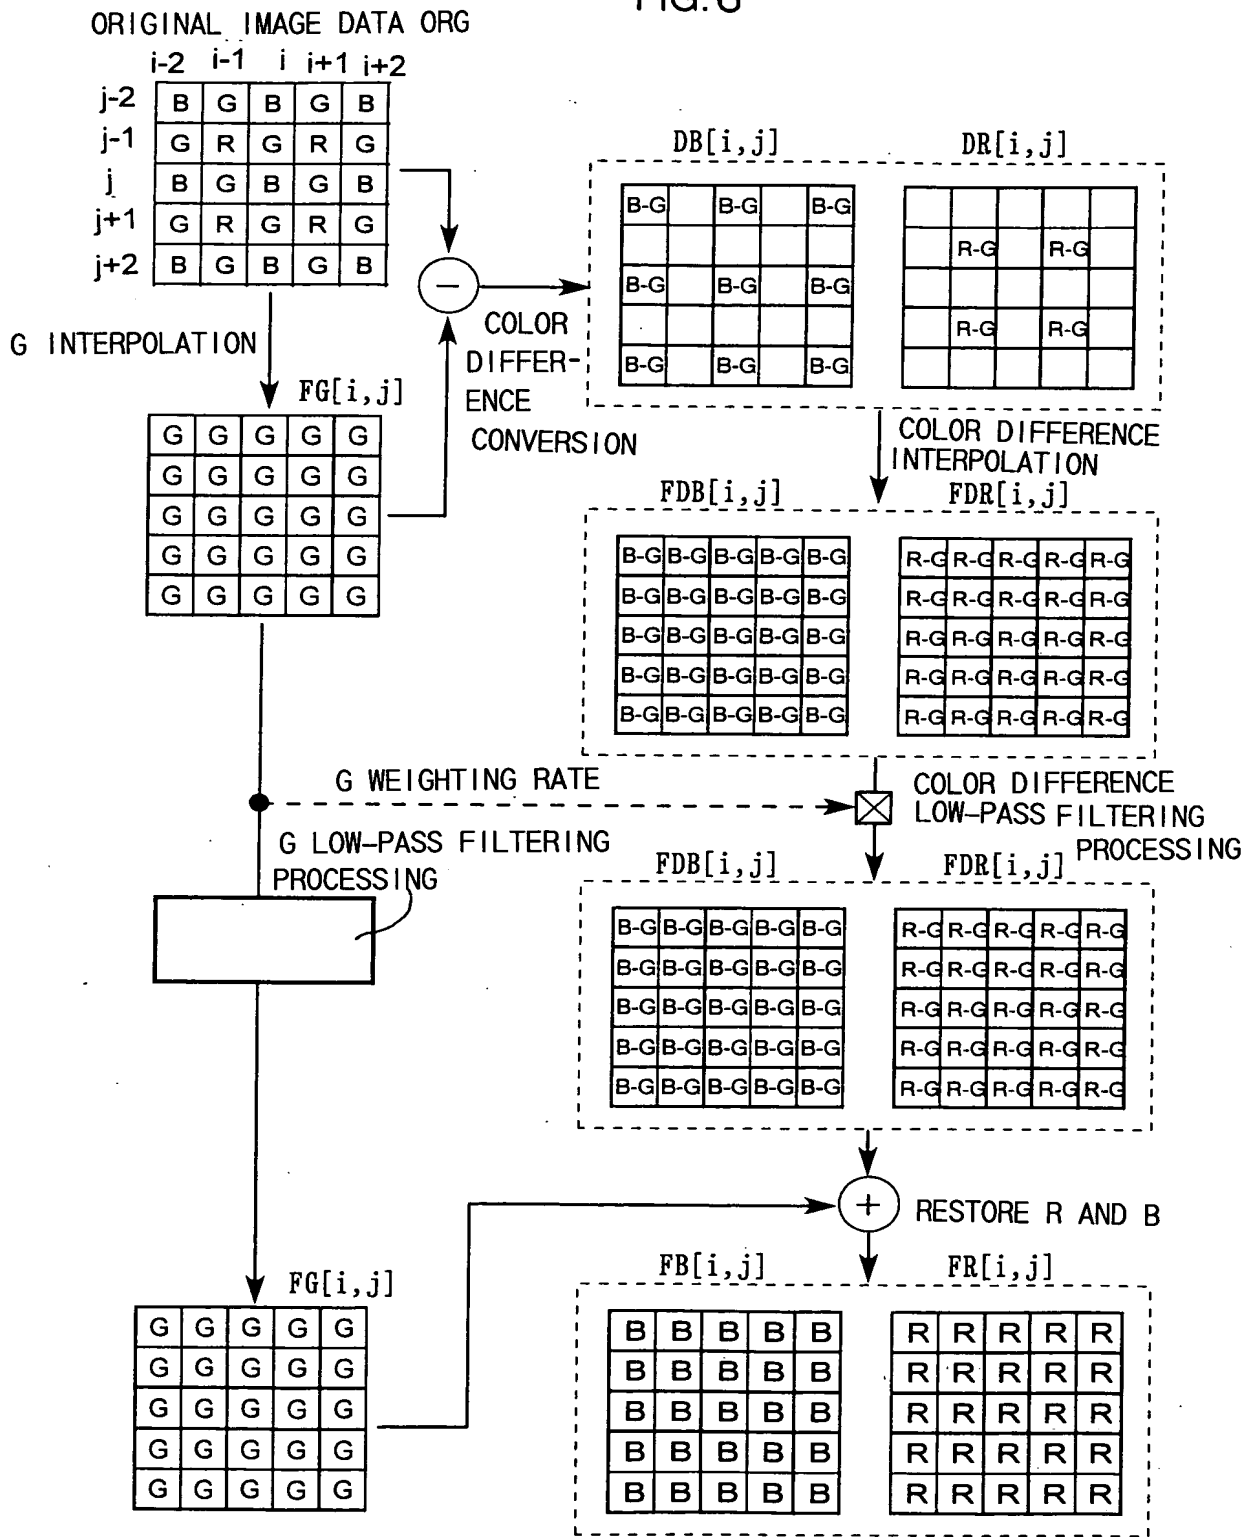 FIG. 6
ORIGINAL IMAGE DATA ORG
i-2 i-1 i i+1 i+2
j-2 B G B G B
j-1 G R G R G
j B G B G B
j+1 G R G R G
j+2 B G B G B
G INTERPOLATION
FG[i,j]
G G G G G
G G G G G
G G G G G
G G G G G
G G G G G
−
COLOR
DIFFER-
ENCE
CONVERSION
DB[i,j] DR[i,j]
B-G B-G B-G
R-G R-G
B-G B-G B-G
R-G R-G
B-G B-G B-G
COLOR DIFFERENCE
INTERPOLATION
FDB[i,j] FDR[i,j]
B-G B-G B-G B-G B-G R-G R-G R-G R-G R-G
B-G B-G B-G B-G B-G R-G R-G R-G R-G R-G
B-G B-G B-G B-G B-G R-G R-G R-G R-G R-G
B-G B-G B-G B-G B-G R-G R-G R-G R-G R-G
B-G B-G B-G B-G B-G R-G R-G R-G R-G R-G
G WEIGHTING RATE
COLOR DIFFERENCE
LOW-PASS FILTERING
PROCESSING
G LOW-PASS FILTERING
PROCESSING
FDB[i,j] FDR[i,j]
B-G B-G B-G B-G B-G R-G R-G R-G R-G R-G
B-G B-G B-G B-G B-G R-G R-G R-G R-G R-G
B-G B-G B-G B-G B-G R-G R-G R-G R-G R-G
B-G B-G B-G B-G B-G R-G R-G R-G R-G R-G
B-G B-G B-G B-G B-G R-G R-G R-G R-G R-G
+
RESTORE R AND B
FG[i,j]
G G G G G
G G G G G
G G G G G
G G G G G
G G G G G
FB[i,j] FR[i,j]
B B B B B R R R R R
B B B B B R R R R R
B B B B B R R R R R
B B B B B R R R R R
B B B B B R R R R R